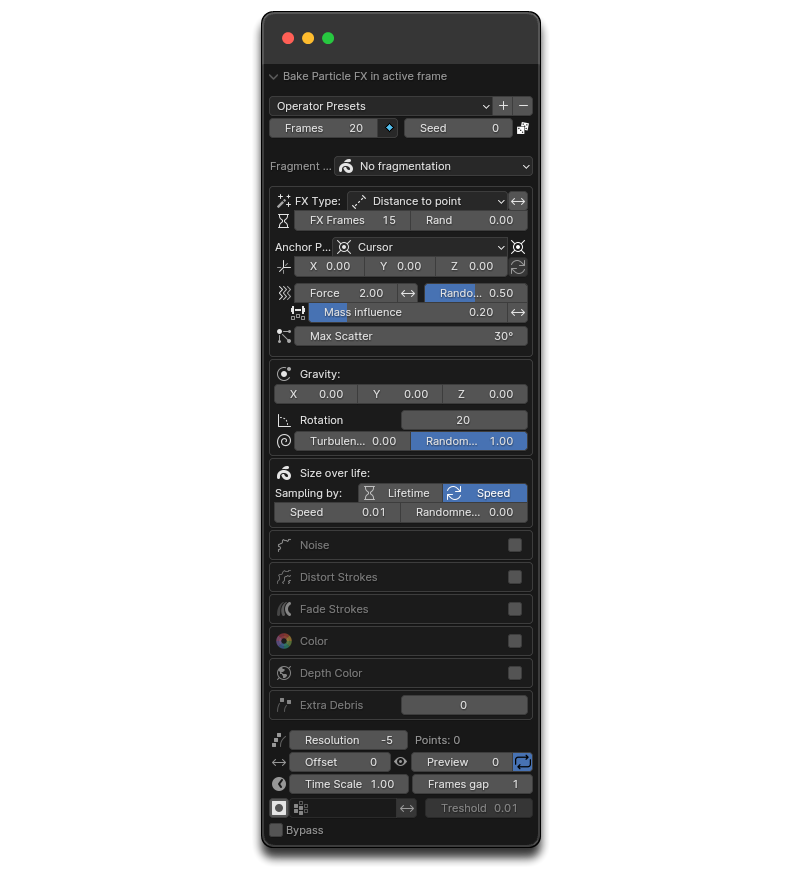 Bake Particle FX in active frame
Operator Presets
Frames 20 Seed 0
Fragment ... No fragmentation
FX Type: Distance to point
FX Frames 15 Rand 0.00
Anchor P... Cursor
X 0.00 Y 0.00 Z 0.00
Force 2.00 Rando... 0.50
Mass influence 0.20
Max Scatter 30°
Gravity:
X 0.00 Y 0.00 Z 0.00
Rotation 20
Turbulen... 0.00 Random... 1.00
Size over life:
Sampling by: Lifetime Speed
Speed 0.01 Randomne... 0.00
Noise
Distort Strokes
Fade Strokes
Color
Depth Color
Extra Debris 0
Resolution -5 Points: 0
Offset 0 Preview 0
Time Scale 1.00 Frames gap 1
Treshold 0.01
Bypass